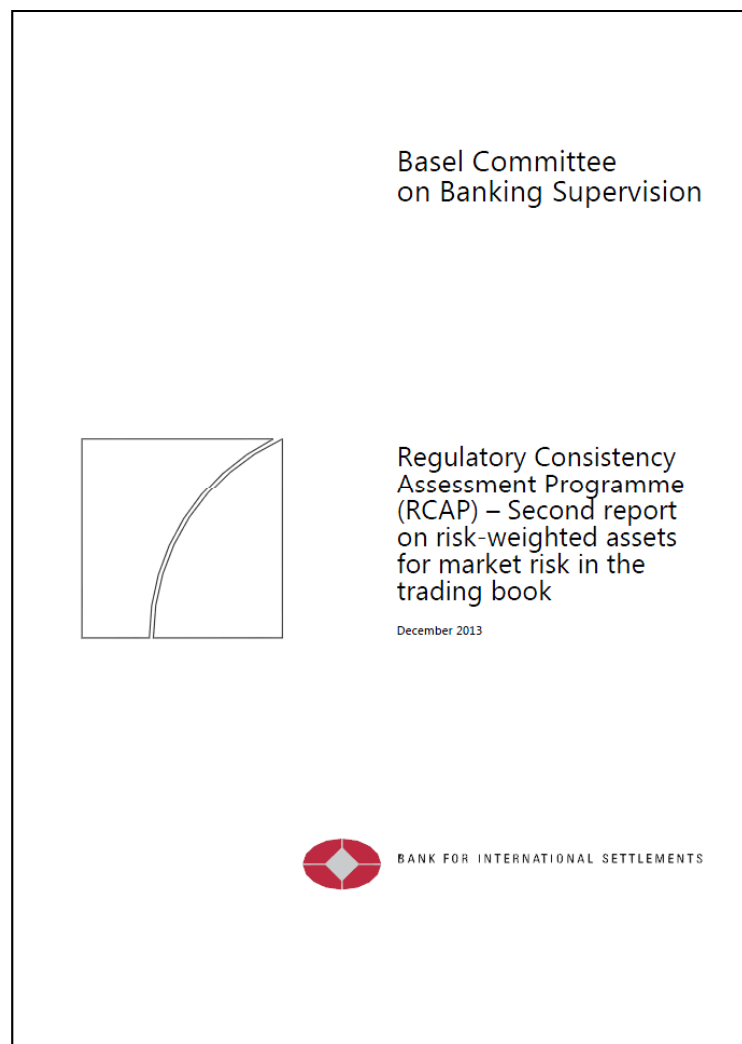 Basel Committee
on Banking Supervision
Regulatory Consistency
Assessment Programme
(RCAP) – Second report
on risk-weighted assets
for market risk in the
trading book
December 2013
BANK FOR INTERNATIONAL SETTLEMENTS